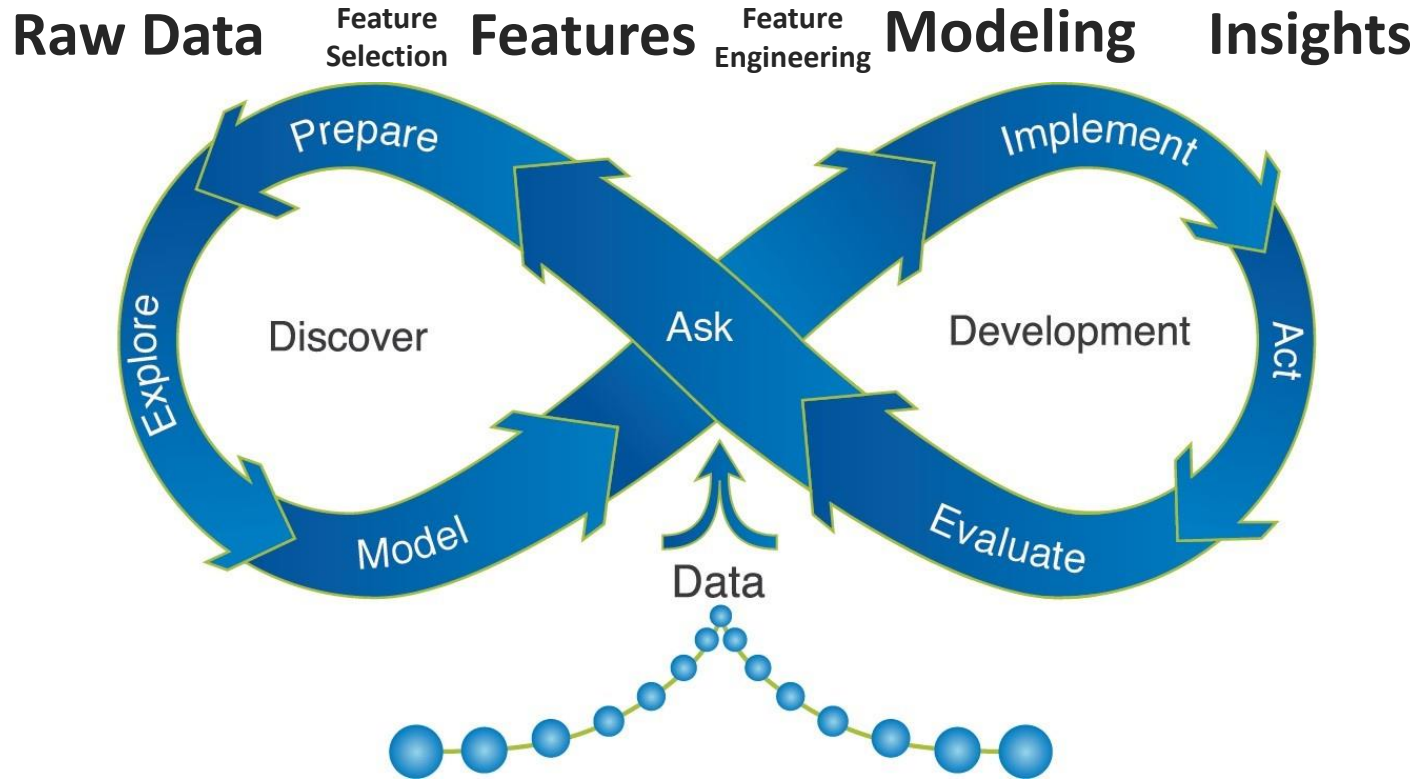 Raw Data
Feature
Selection
Features
Feature
Engineering
Modeling
Insights
Prepare
Implement
Explore
Discover
Ask
Development
Act
Model
Evaluate
Data